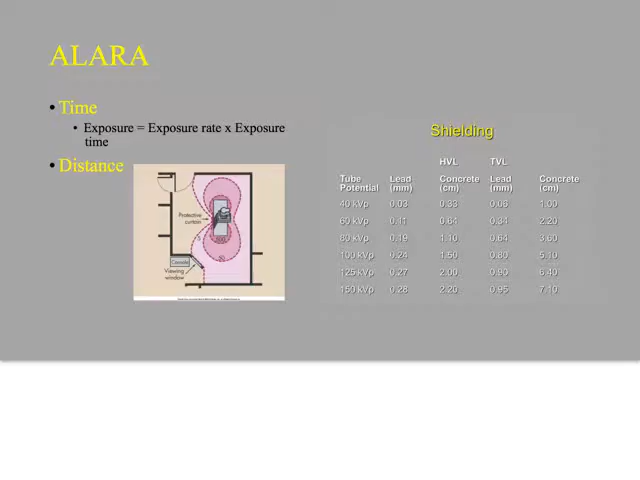 ALARA
• Time
• Exposure = Exposure rate x Exposure
time
• Distance
Protective
curtain
5
500
50
Console
Viewing
window
Shielding
HVL TVL
Tube Potential Lead (mm) Concrete (cm) Lead (mm) Concrete (cm)
40 kVp 0.03 0.33 0.06 1.00
60 kVp 0.11 0.64 0.34 2.20
80 kVp 0.19 1.10 0.64 3.60
100 kVp 0.24 1.50 0.80 5.10
125 kVp 0.27 2.00 0.90 6.40
150 kVp 0.28 2.20 0.95 7.10